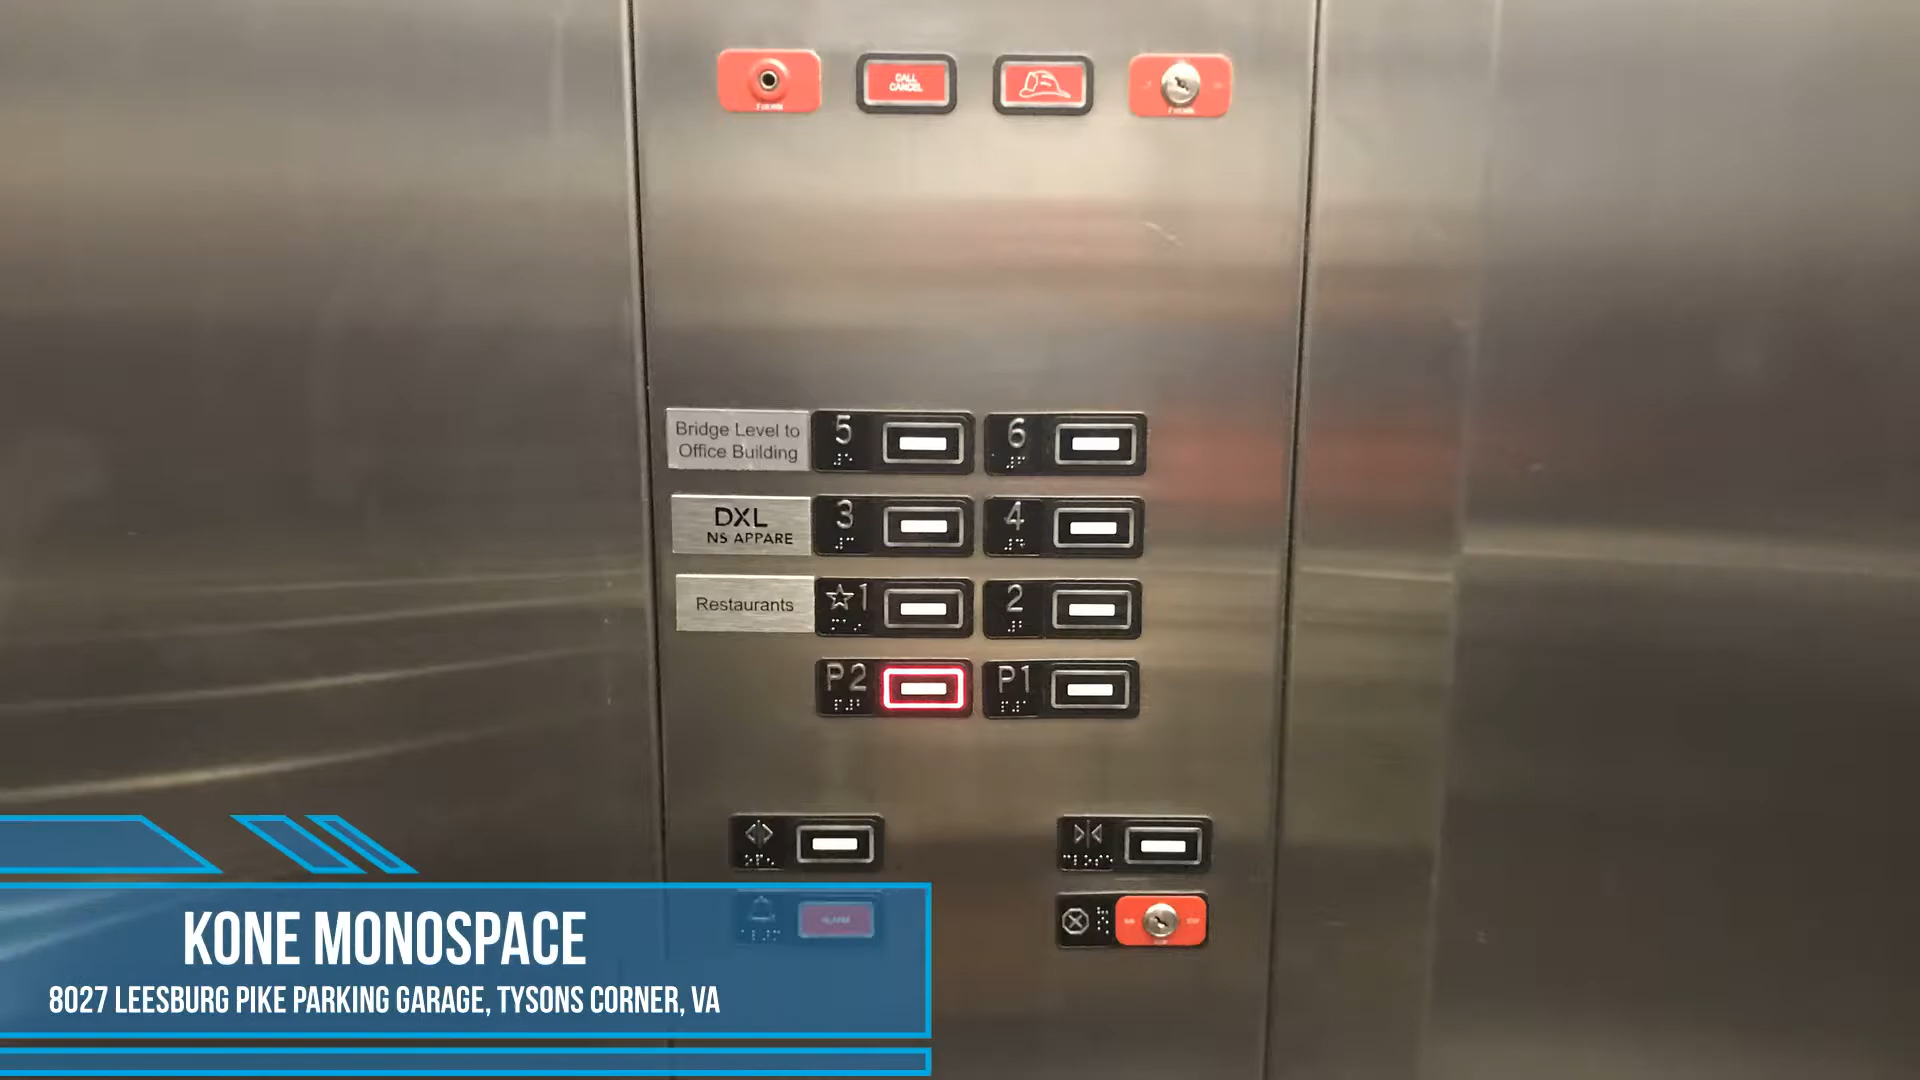 CALL
CANCEL
Bridge Level to
Office Building
5
6
DXL
NS APPARE
3
4
Restaurants
☆1
2
P2
P1
ALARM
KONE MONOSPACE
8027 LEESBURG PIKE PARKING GARAGE, TYSONS CORNER, VA